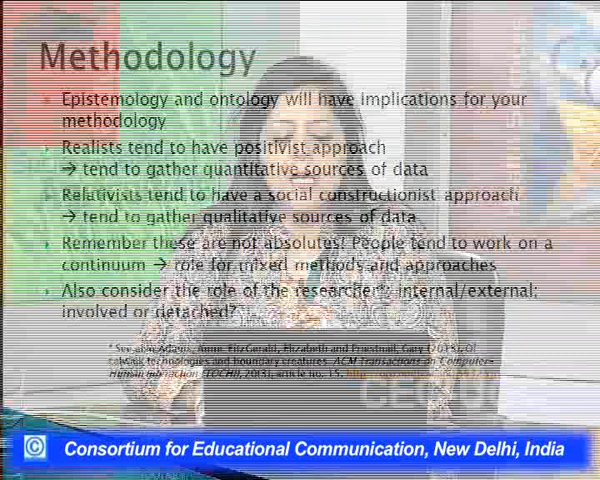 Methodology
Epistemology and ontology will have implications for your
methodology
Realists tend to have positivist approach
→ tend to gather quantitative sources of data
Relativists tend to have a social constructionist approach
→ tend to gather qualitative sources of data
Remember these are not absolutes! People tend to work on a
continuum → role for mixed methods and approaches
Also consider the role of the researcher*: internal/external;
involved or detached?
* See also Adams, Anne, FitzGerald, Elizabeth and Priestnall, Gary (2013). Of
catwalk technologies and boundary creatures. ACM Transactions on Computer-
Human Interaction (TOCHI), 20(3), article no. 15.
CEC
© Consortium for Educational Communication, New Delhi, India